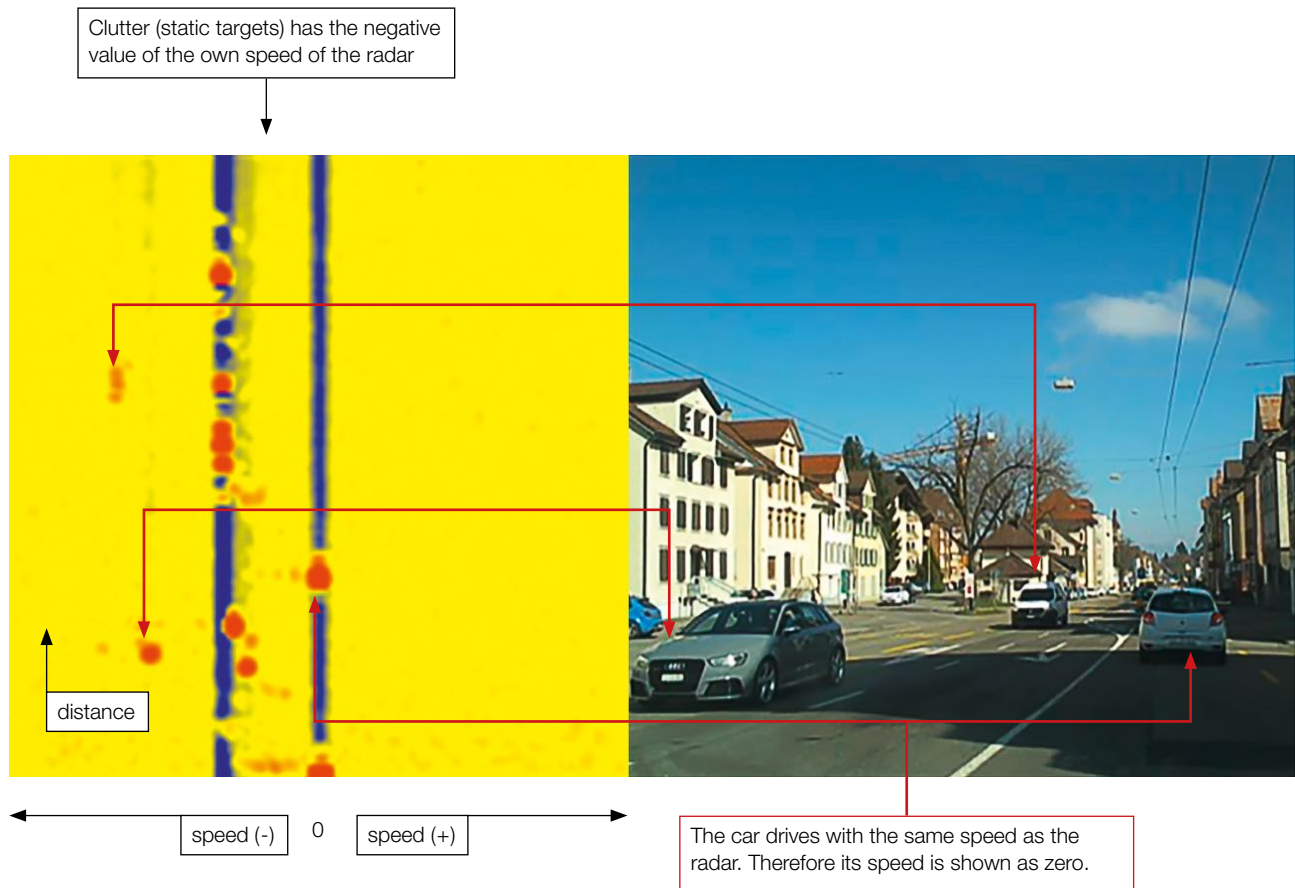 Clutter (static targets) has the negative
value of the own speed of the radar
distance
speed (-)
0
speed (+)
The car drives with the same speed as the
radar. Therefore its speed is shown as zero.